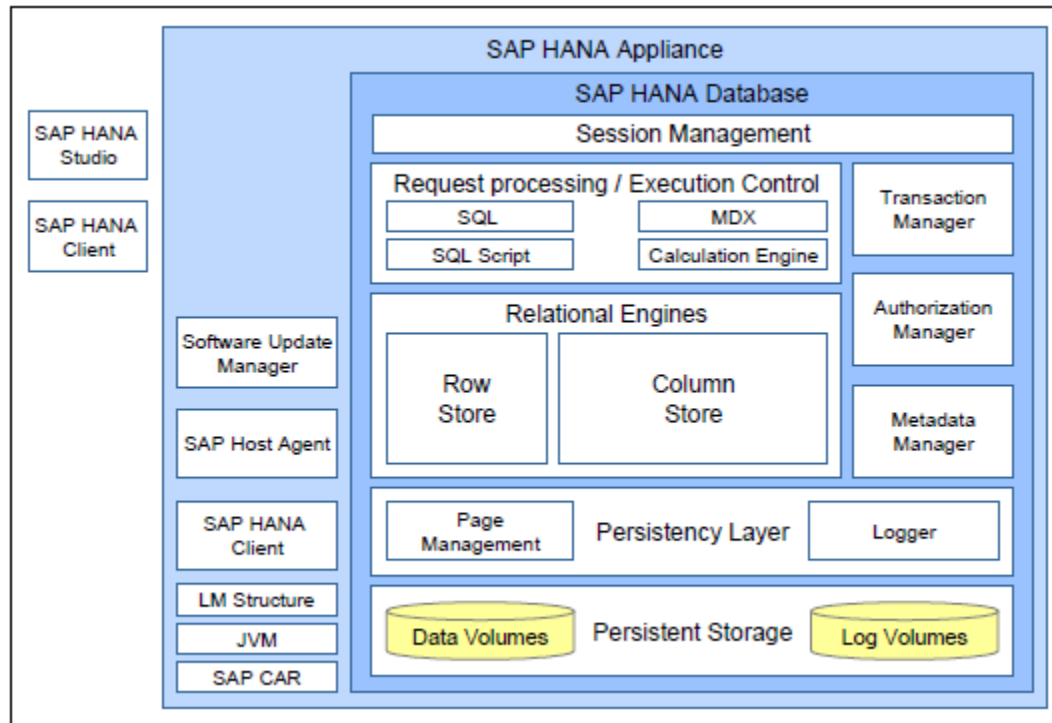 SAP HANA Appliance
SAP HANA Database
SAP HANA
Studio
SAP HANA
Client
Session Management
Request processing / Execution Control
SQL
MDX
SQL Script
Calculation Engine
Transaction
Manager
Relational Engines
Row
Store
Column
Store
Authorization
Manager
Metadata
Manager
Software Update
Manager
SAP Host Agent
SAP HANA
Client
LM Structure
JVM
SAP CAR
Page
Management
Persistency Layer
Logger
Data Volumes
Persistent Storage
Log Volumes